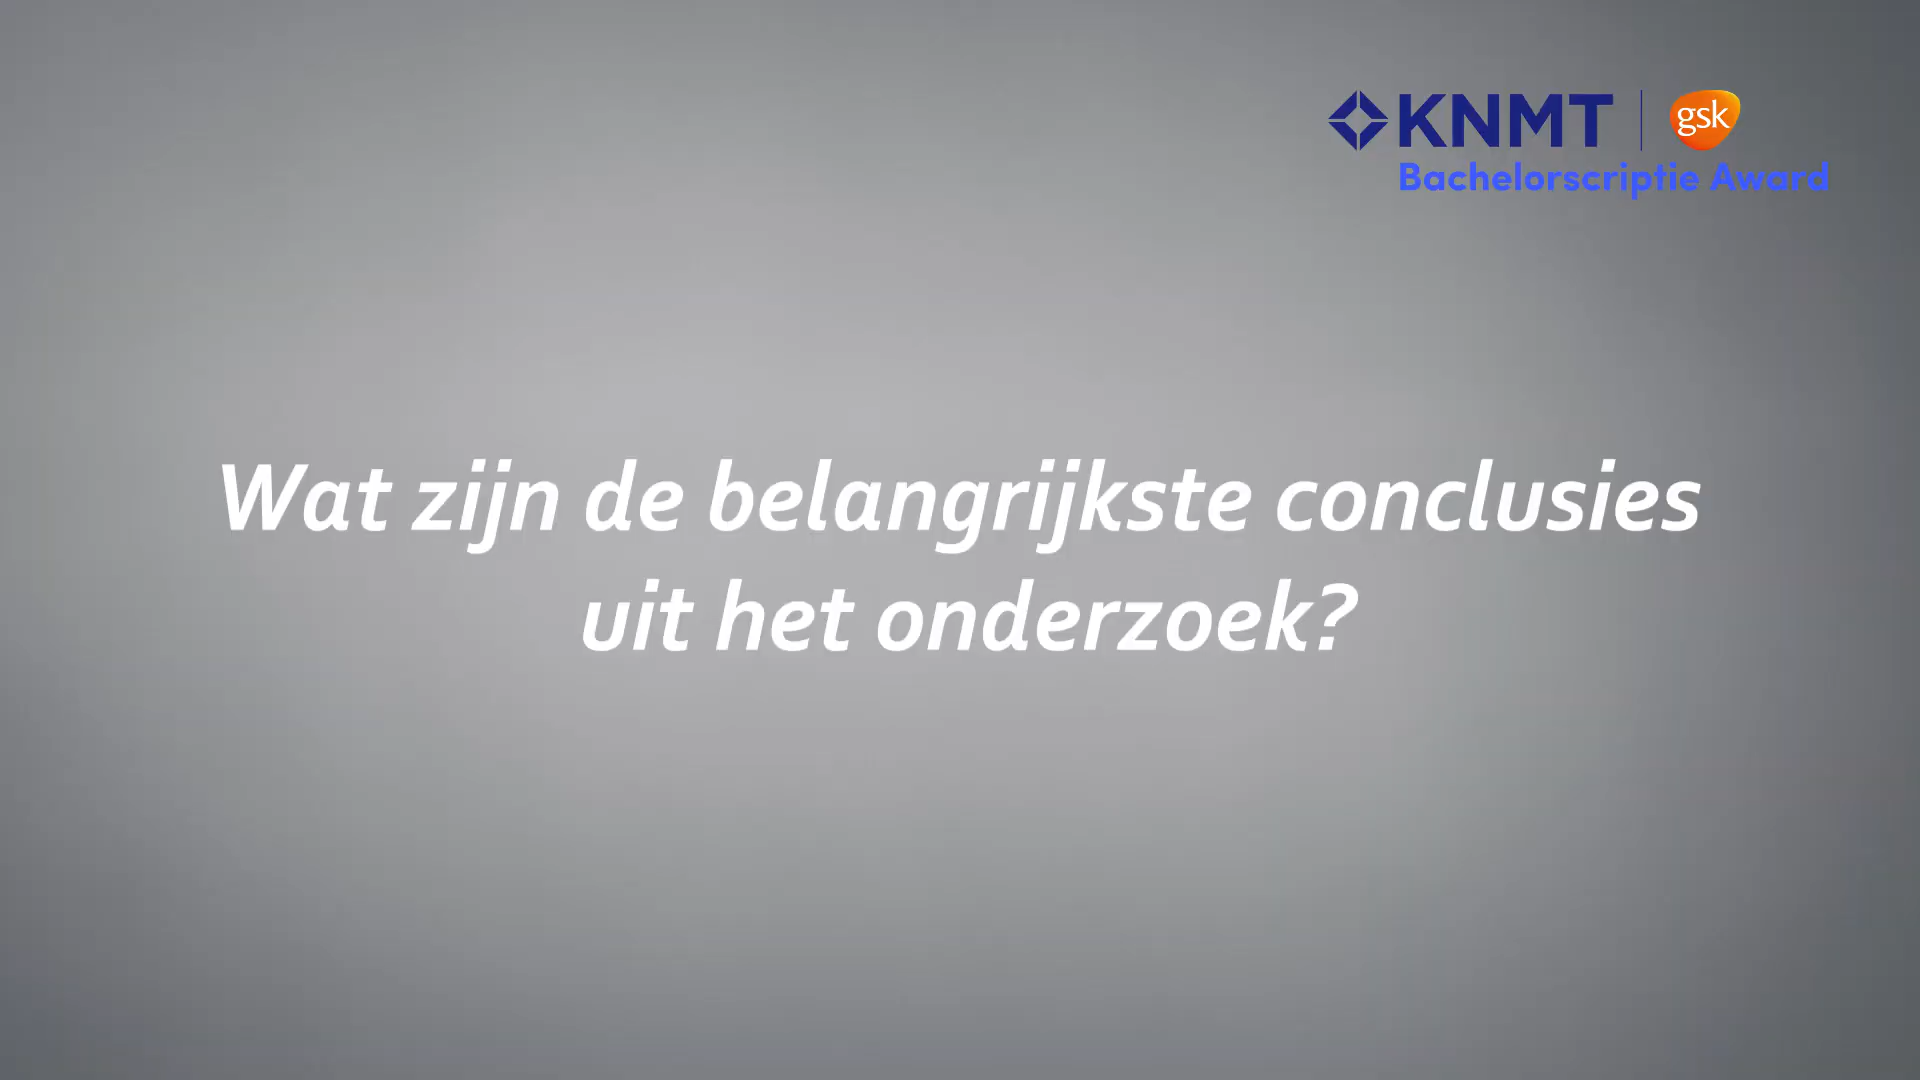 KNMT | gsk
Bachelorscriptie Award
Wat zijn de belangrijkste conclusies
uit het onderzoek?